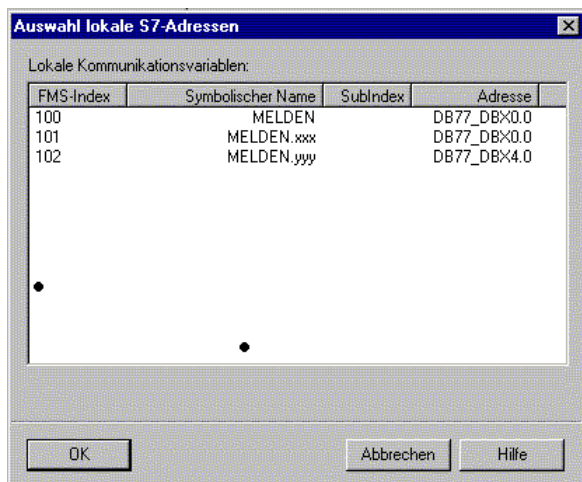 Auswahl lokale S7-Adressen
Lokale Kommunikationsvariablen:
FMS-Index Symbolischer Name SubIndex Adresse
100 MELDEN DB77_DBX0.0
101 MELDEN.xxx DB77_DBX0.0
102 MELDEN.yyy DB77_DBX4.0
OK Abbrechen Hilfe